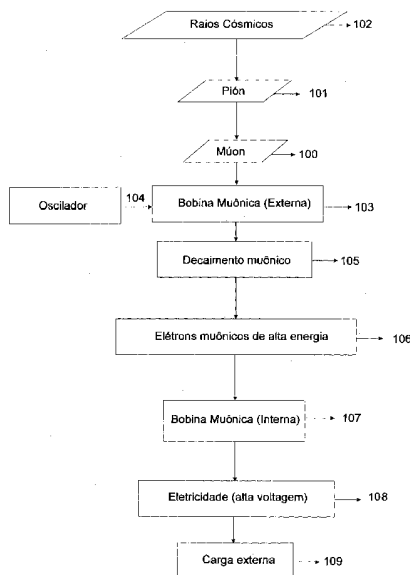 Raios Cósmicos 102
Pión 101
Múon 100
Oscilador 104 Bobina Muônica (Externa) 103
Decaimento muônico 105
Elétrons muônicos de alta energia 106
Bobina Muônica (Interna) 107
Eletricidade (alta voltagem) 108
Carga externa 109